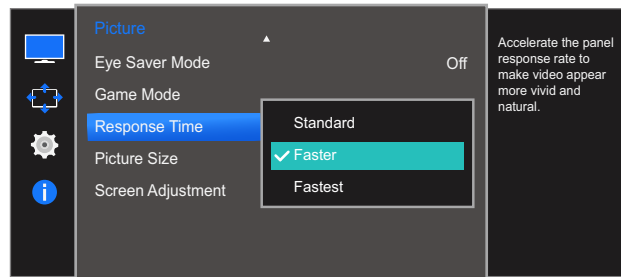 Picture
Eye Saver Mode Off
Game Mode
Response Time
Picture Size
Screen Adjustment
Standard
Faster
Fastest
Accelerate the panel
response rate to
make video appear
more vivid and
natural.